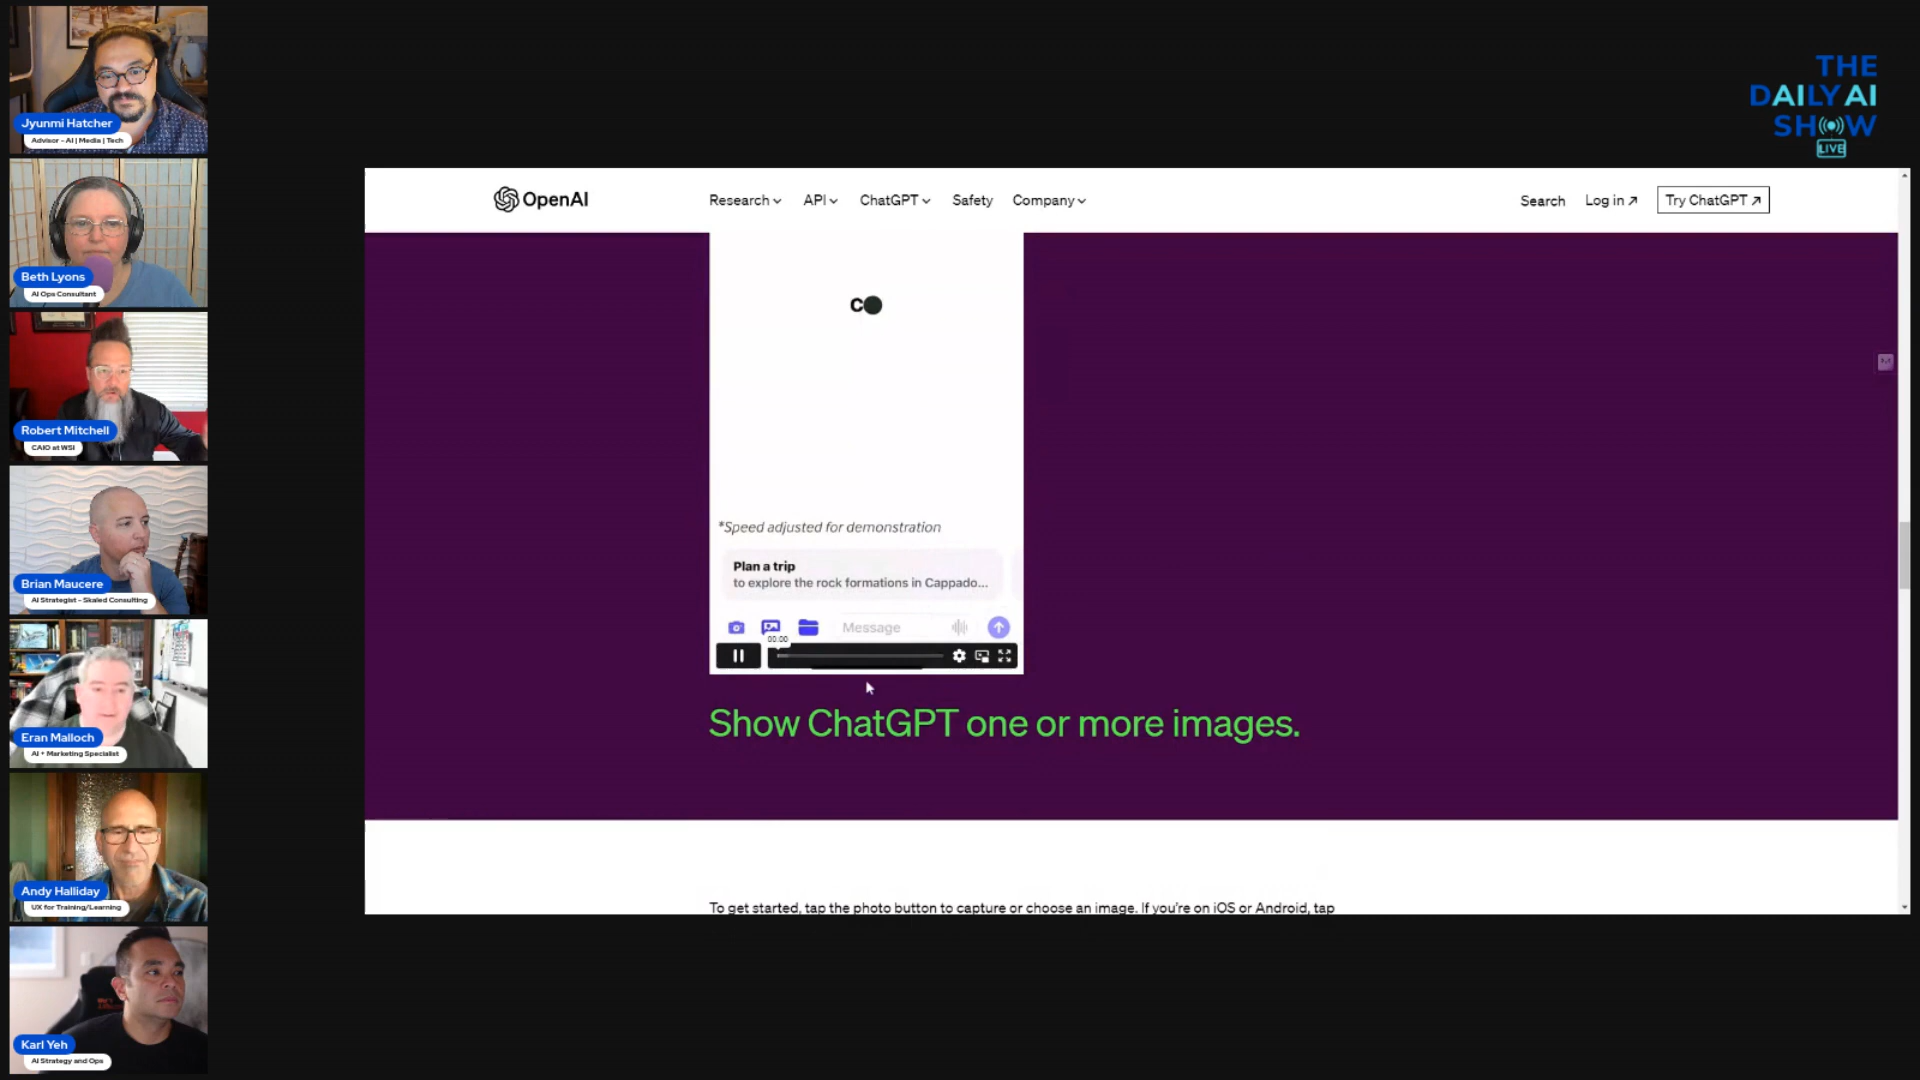 Jyunmi Hatcher
Advisor - AI | Media | Tech
Beth Lyons
AI Ops Consultant
Robert Mitchell
CAIO at WSI
Brian Maucere
AI Strategist - Skaled Consulting
Eran Malloch
AI + Marketing Specialist
Andy Halliday
UX for Training/Learning
Karl Yeh
AI Strategy and Ops
THE
DAILY AI
SHOW
LIVE
OpenAI
Research
API
ChatGPT
Safety
Company
Search
Log in ↗
Try ChatGPT ↗
C
*Speed adjusted for demonstration
Plan a trip
to explore the rock formations in Cappado...
Message
00:00
Show ChatGPT one or more images.
To get started, tap the photo button to capture or choose an image. If you're on iOS or Android, tap